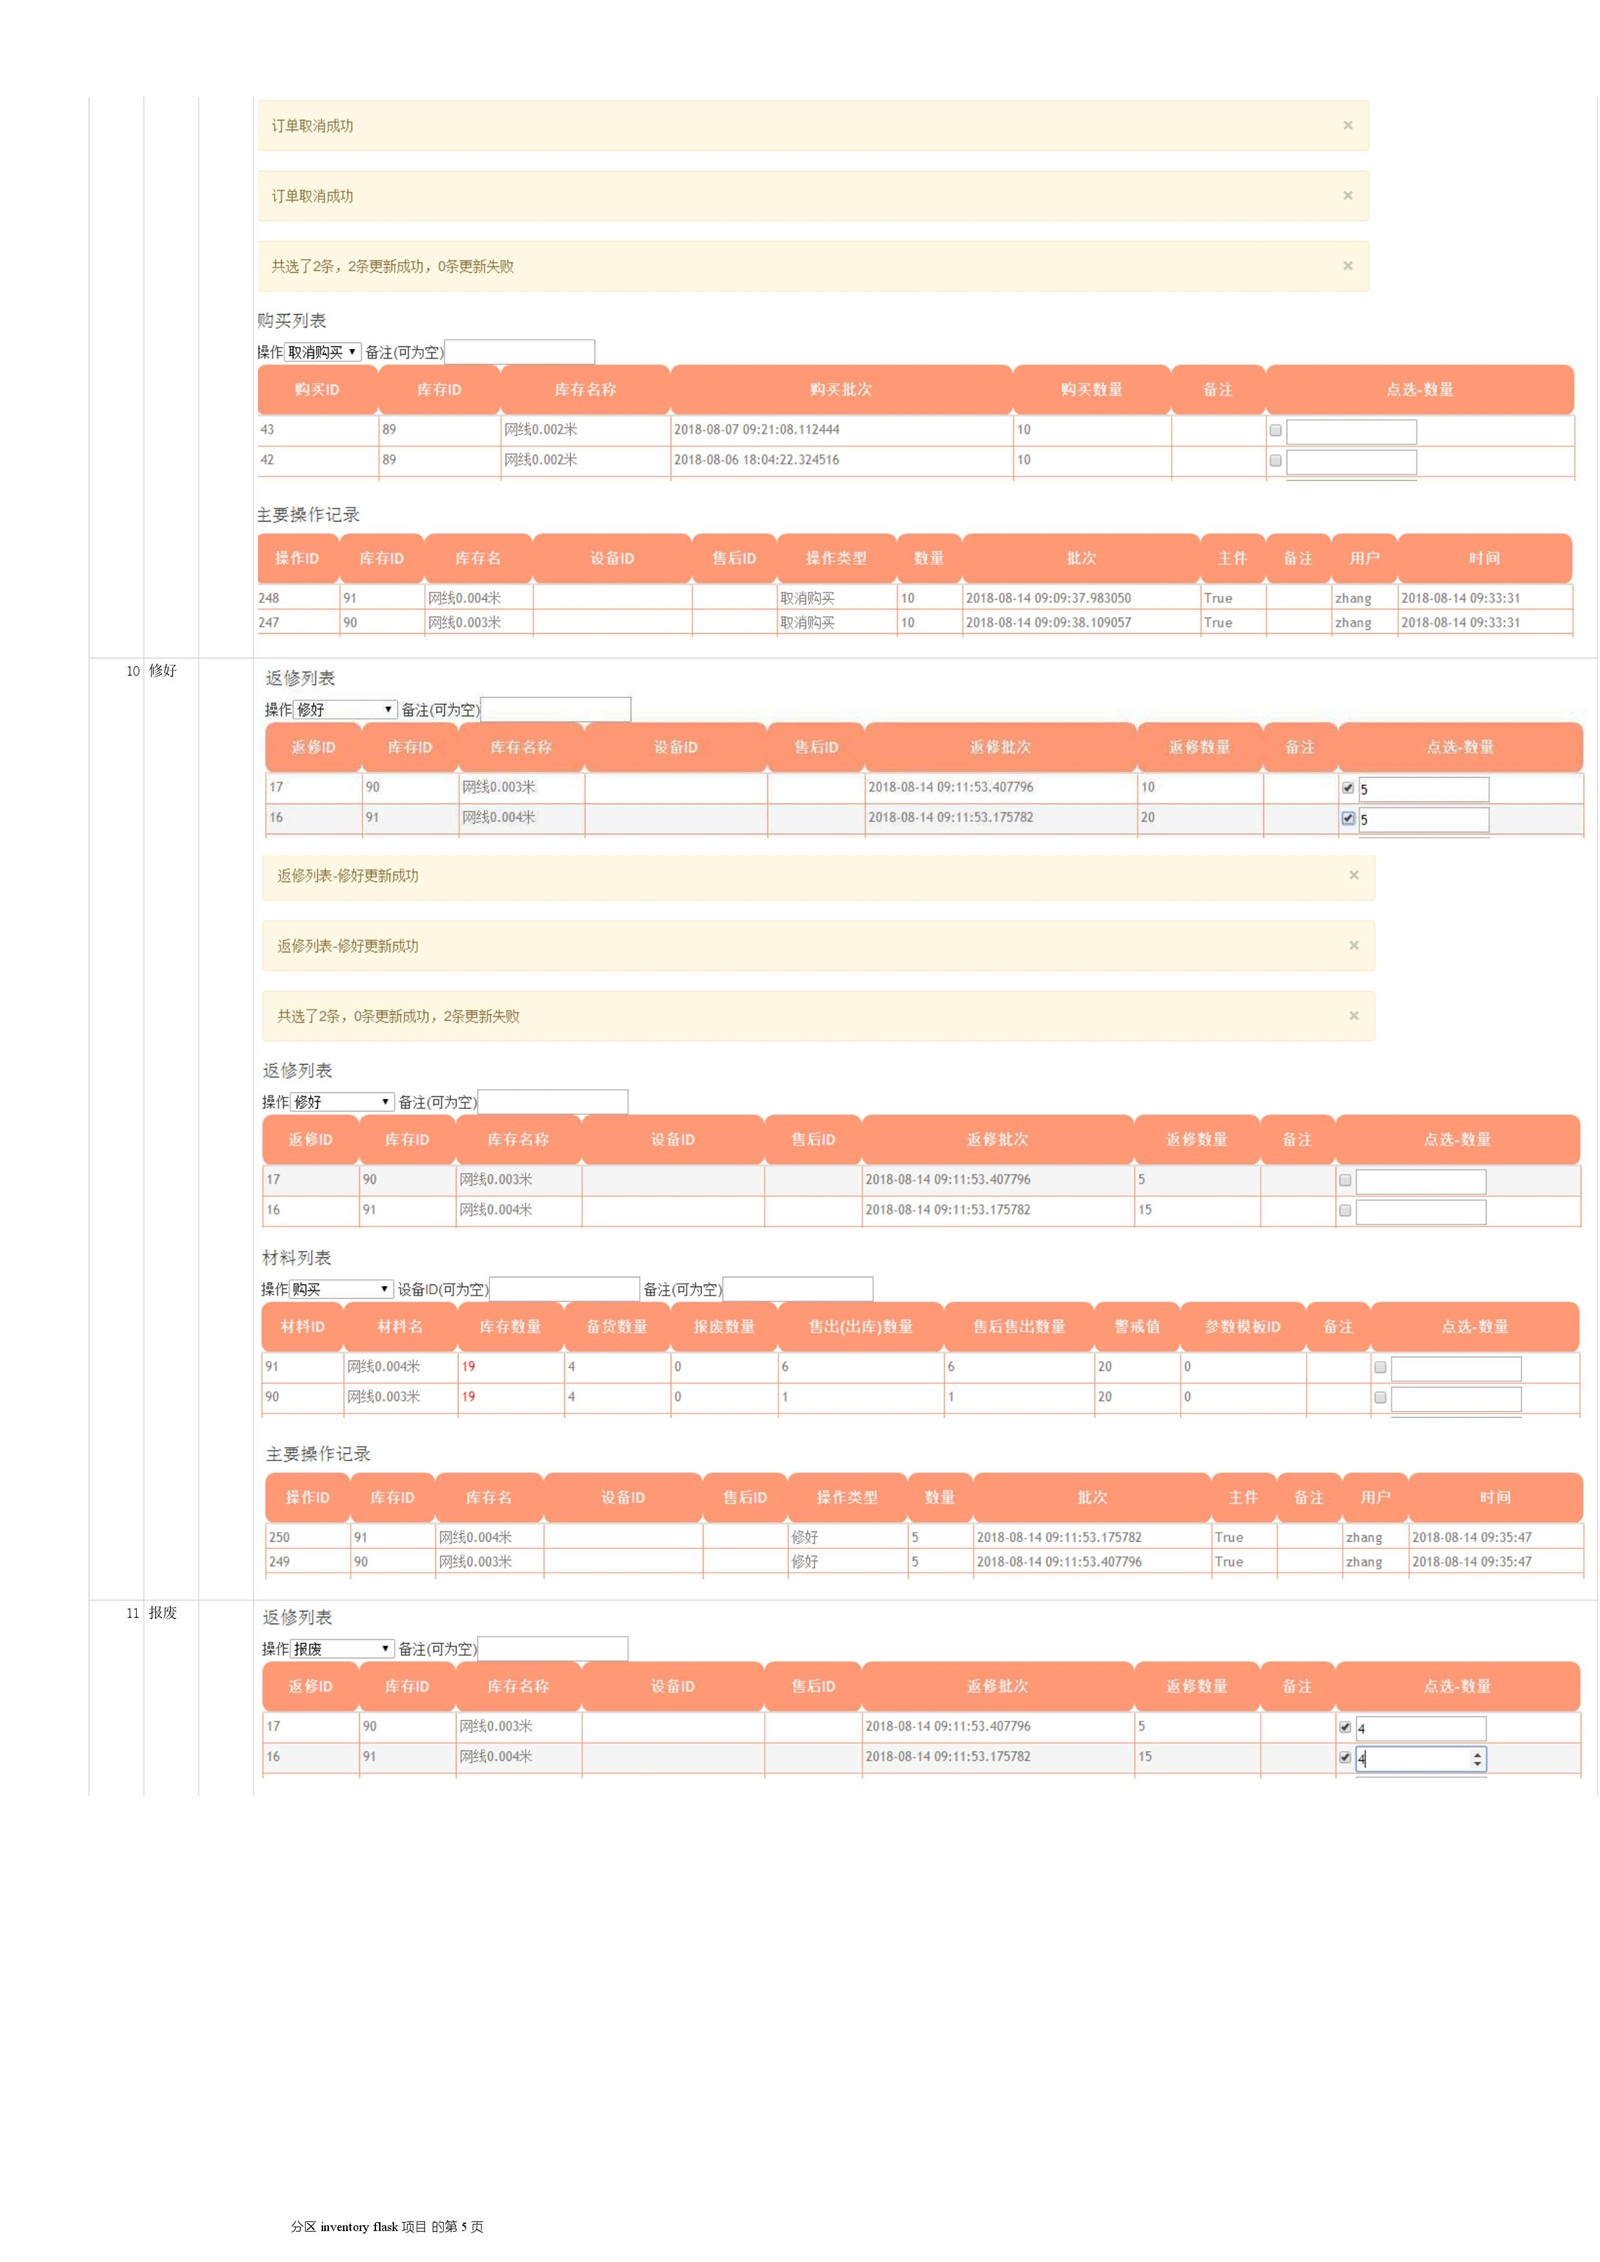 订单取消成功 ×
订单取消成功 ×
共选了2条，2条更新成功，0条更新失败 ×
购买列表
操作 取消购买 ▼ 备注(可为空)
购买ID 库存ID 库存名称 购买批次 购买数量 备注 点选-数量
43 89 网线0.002米 2018-08-07 09:21:08.112444 10
42 89 网线0.002米 2018-08-06 18:04:22.324516 10
主要操作记录
操作ID 库存ID 库存名 设备ID 售后ID 操作类型 数量 批次 主件 备注 用户 时间
248 91 网线0.004米 取消购买 10 2018-08-14 09:09:37.983050 True zhang 2018-08-14 09:33:31
247 90 网线0.003米 取消购买 10 2018-08-14 09:09:38.109057 True zhang 2018-08-14 09:33:31
10 修好
返修列表
操作 修好 ▼ 备注(可为空)
返修ID 库存ID 库存名称 设备ID 售后ID 返修批次 返修数量 备注 点选-数量
17 90 网线0.003米 2018-08-14 09:11:53.407796 10 5
16 91 网线0.004米 2018-08-14 09:11:53.175782 20 5
返修列表-修好更新成功 ×
返修列表-修好更新成功 ×
共选了2条，0条更新成功，2条更新失败 ×
返修列表
操作 修好 ▼ 备注(可为空)
返修ID 库存ID 库存名称 设备ID 售后ID 返修批次 返修数量 备注 点选-数量
17 90 网线0.003米 2018-08-14 09:11:53.407796 5
16 91 网线0.004米 2018-08-14 09:11:53.175782 15
材料列表
操作 购买 ▼ 设备ID(可为空) 备注(可为空)
材料ID 材料名 库存数量 备货数量 报废数量 售出(出库)数量 售后售出数量 警戒值 参数模板ID 备注 点选-数量
91 网线0.004米 19 4 0 6 6 20 0
90 网线0.003米 19 4 0 1 1 20 0
主要操作记录
操作ID 库存ID 库存名 设备ID 售后ID 操作类型 数量 批次 主件 备注 用户 时间
250 91 网线0.004米 修好 5 2018-08-14 09:11:53.175782 True zhang 2018-08-14 09:35:47
249 90 网线0.003米 修好 5 2018-08-14 09:11:53.407796 True zhang 2018-08-14 09:35:47
11 报废
返修列表
操作 报废 ▼ 备注(可为空)
返修ID 库存ID 库存名称 设备ID 售后ID 返修批次 返修数量 备注 点选-数量
17 90 网线0.003米 2018-08-14 09:11:53.407796 5 4
16 91 网线0.004米 2018-08-14 09:11:53.175782 15 4
分区 inventory flask 项目 的第 5 页